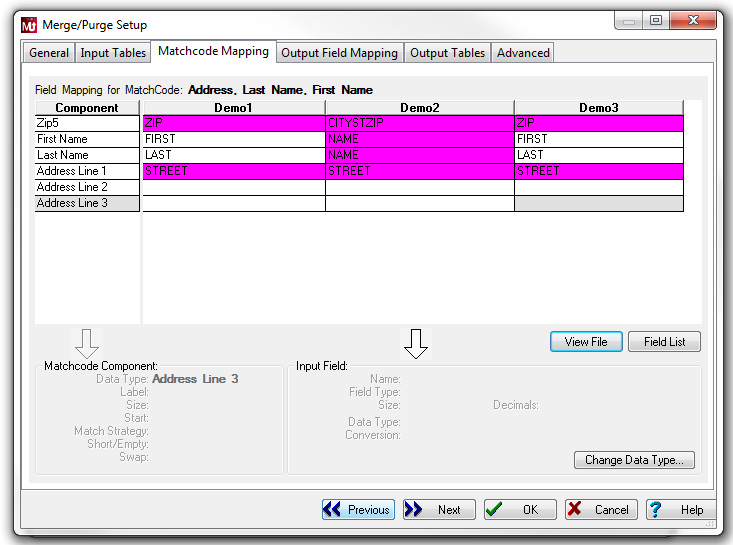 Merge/Purge Setup
General Input Tables Matchcode Mapping Output Field Mapping Output Tables Advanced
Field Mapping for MatchCode: Address, Last Name, First Name
Component Demo1 Demo2 Demo3
Zip5 ZIP CITYSTZIP ZIP
First Name FIRST NAME FIRST
Last Name LAST NAME LAST
Address Line 1 STREET STREET STREET
Address Line 2
Address Line 3
View File Field List
Matchcode Component:
Data Type: Address Line 3
Label:
Size:
Start:
Match Strategy:
Short/Empty:
Swap:
Input Field:
Name:
Field Type:
Size: Decimals:
Data Type:
Conversion:
Change Data Type...
Previous Next OK Cancel ? Help